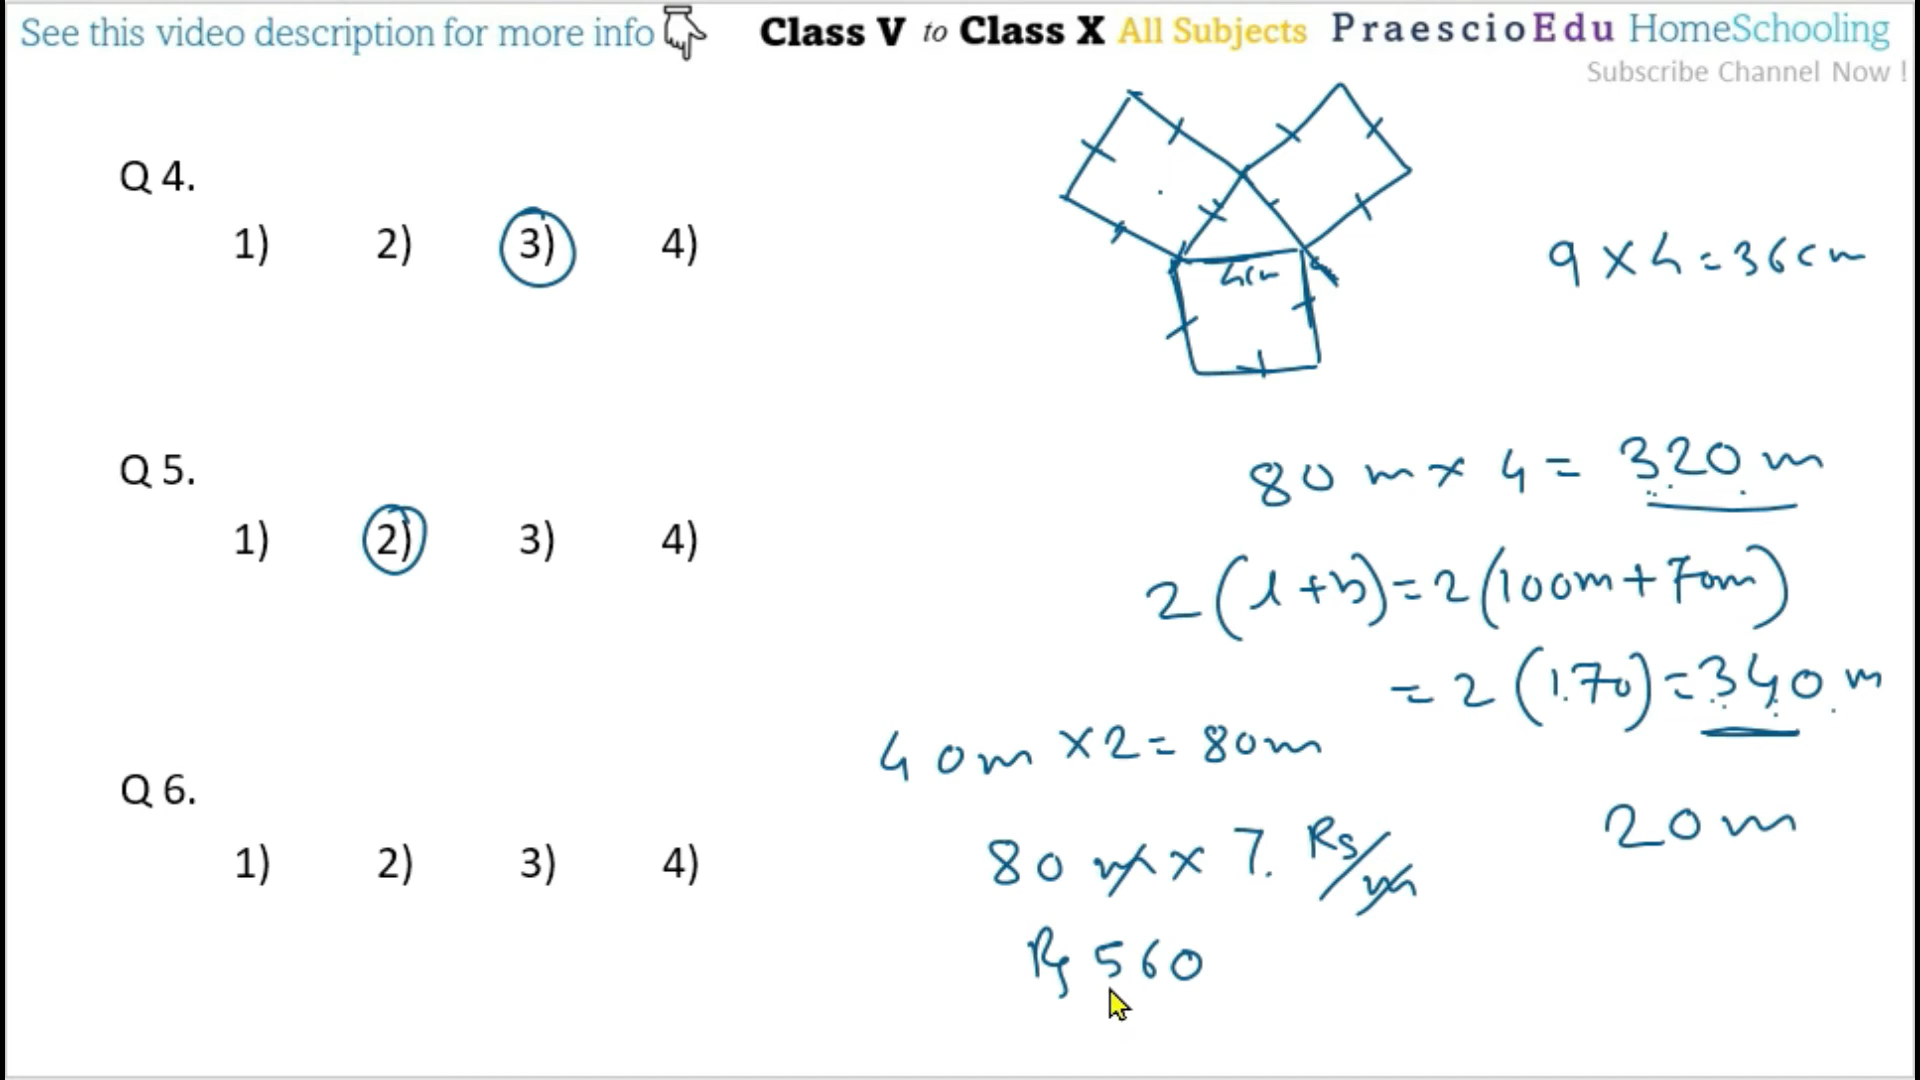 See this video description for more info Class V to Class X All Subjects PraescioEdu HomeSchooling
Subscribe Channel Now !
Q 4.
1) 2) 3) 4)
4cm
9 × 4 = 36cm
Q 5.
1) 2) 3) 4)
80 m × 4 = 320 m
2 (l + b) = 2 (100m + 70m)
= 2 (170) = 340 m
40m × 2 = 80m
Q 6.
1) 2) 3) 4)
20 m
80 m × 7. Rs/m
Rs 560